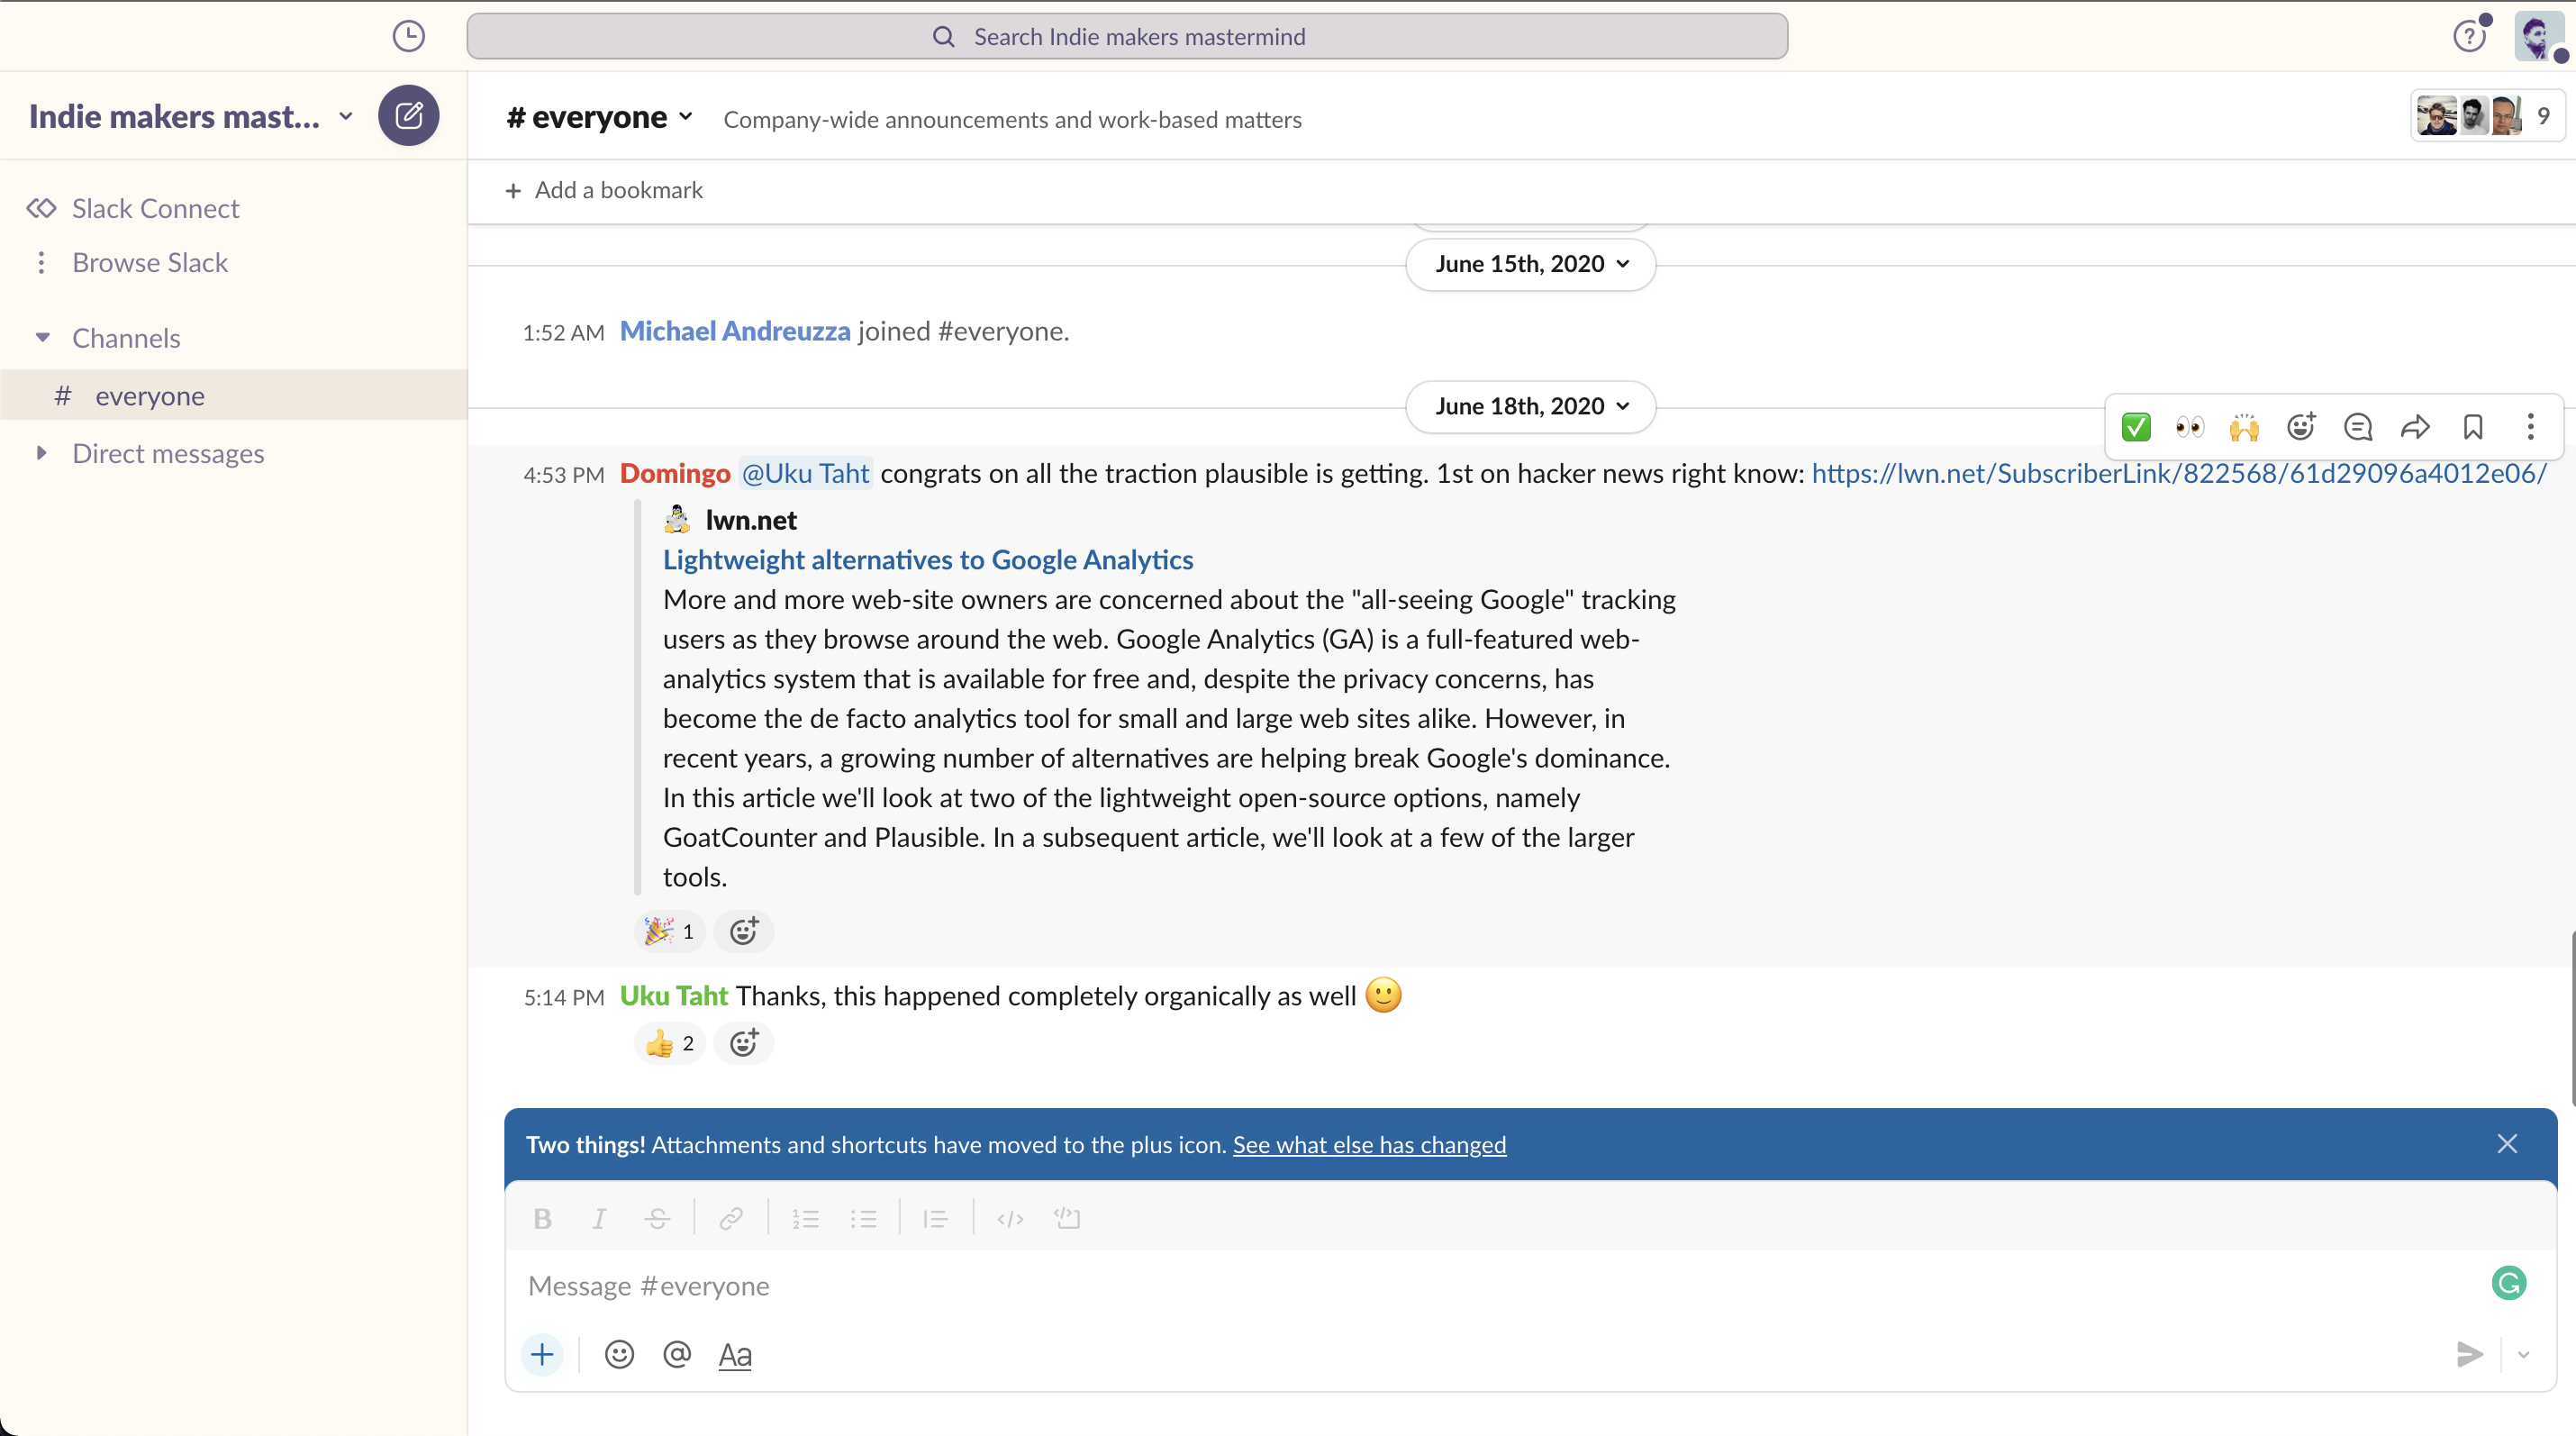 Search Indie makers mastermind
Indie makers mast...
# everyone
Company-wide announcements and work-based matters
9
Slack Connect
+ Add a bookmark
Browse Slack
June 15th, 2020
Channels
1:52 AM Michael Andreuzza joined #everyone.
# everyone
June 18th, 2020
Direct messages
4:53 PM Domingo @Uku Taht congrats on all the traction plausible is getting. 1st on hacker news right know: https://lwn.net/SubscriberLink/822568/61d29096a4012e06/
lwn.net
Lightweight alternatives to Google Analytics
More and more web-site owners are concerned about the "all-seeing Google" tracking
users as they browse around the web. Google Analytics (GA) is a full-featured web-
analytics system that is available for free and, despite the privacy concerns, has
become the de facto analytics tool for small and large web sites alike. However, in
recent years, a growing number of alternatives are helping break Google's dominance.
In this article we'll look at two of the lightweight open-source options, namely
GoatCounter and Plausible. In a subsequent article, we'll look at a few of the larger
tools.
1
5:14 PM Uku Taht Thanks, this happened completely organically as well
2
Two things! Attachments and shortcuts have moved to the plus icon. See what else has changed
B I S
Message #everyone
Aa